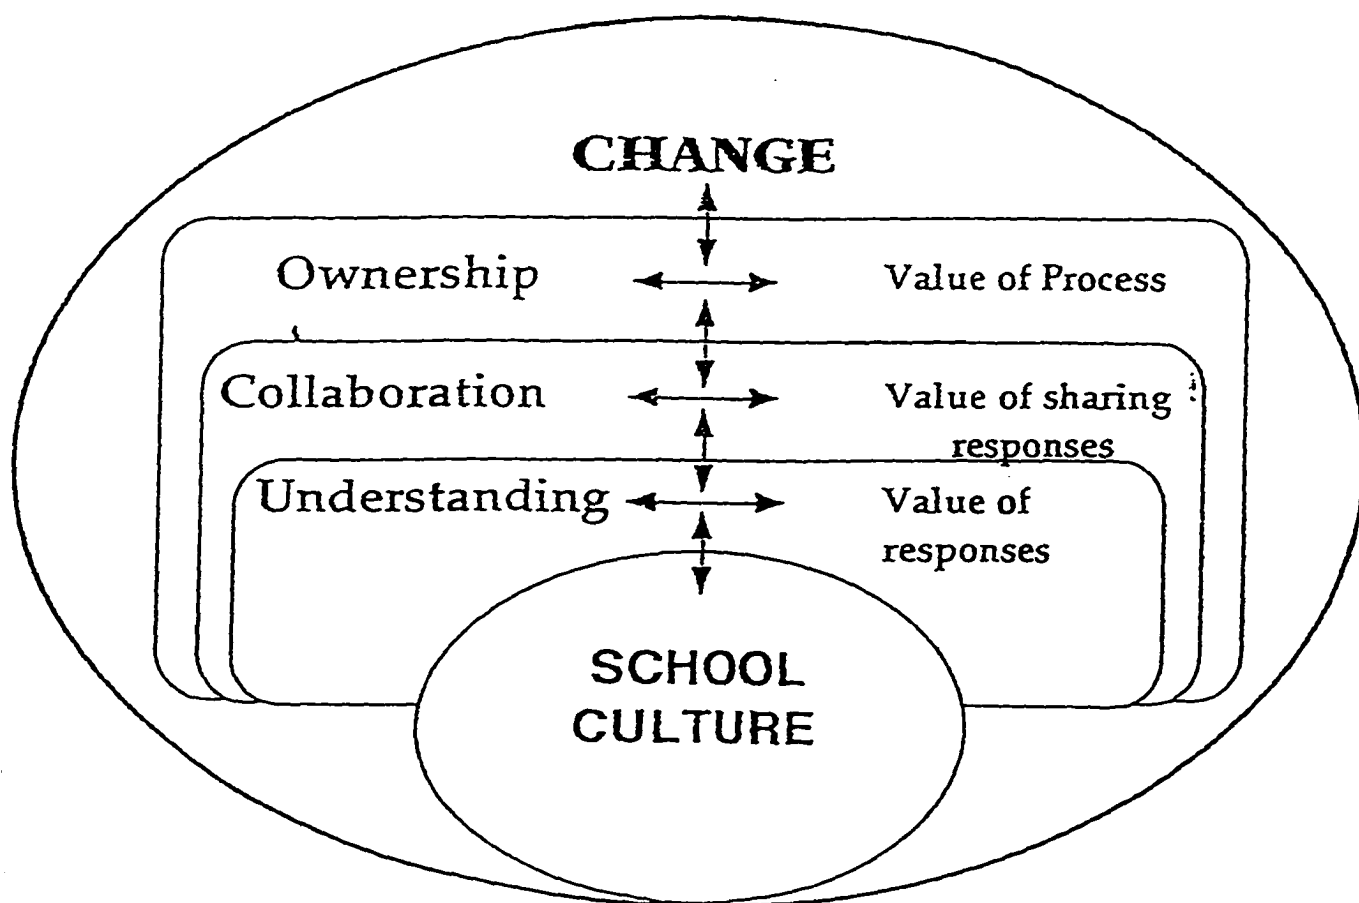 CHANGE
Ownership Value of Process
Collaboration Value of sharing
responses
Understanding Value of
responses
SCHOOL
CULTURE